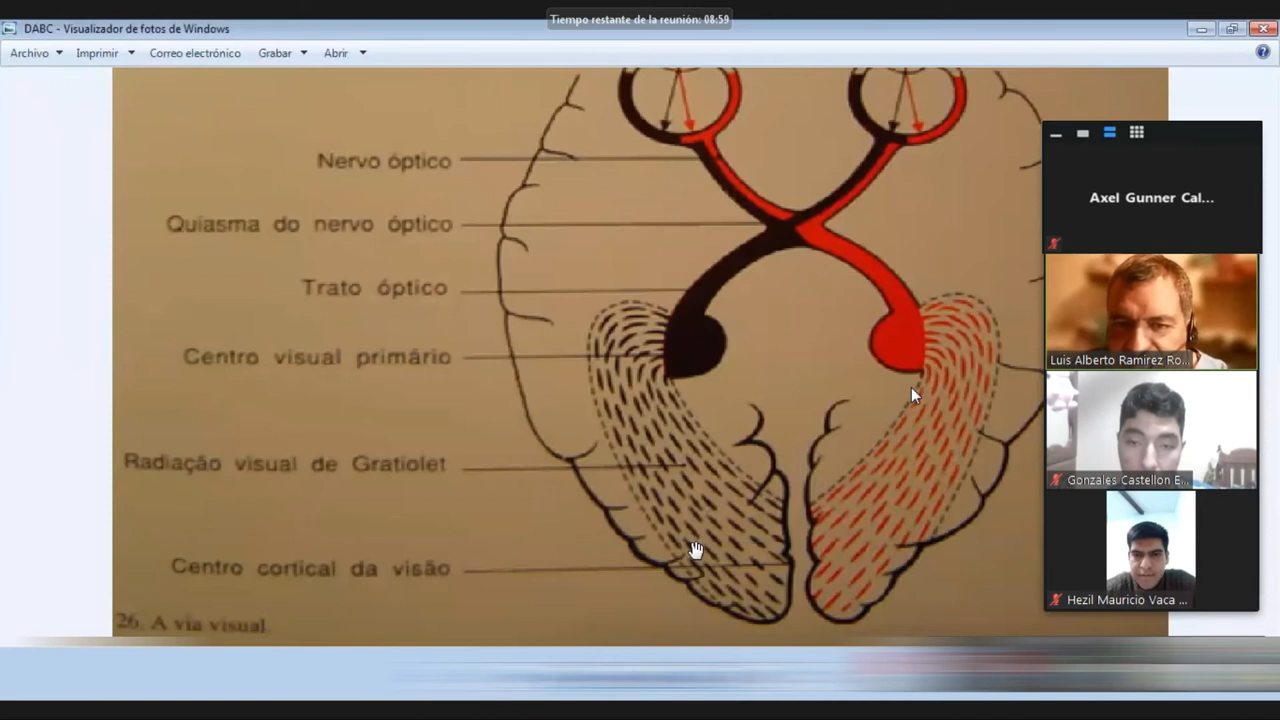 Tiempo restante de la reunión: 08:59
DABC - Visualizador de fotos de Windows
Archivo Imprimir Correo electrónico Grabar Abrir
Nervo óptico
Quiasma do nervo óptico
Trato óptico
Centro visual primário
Radiação visual de Gratiolet
Centro cortical da visão
26. A via visual.
Axel Gunner Cal...
Luis Alberto Ramirez Ro...
Gonzales Castellon E...
Hezil Mauricio Vaca ...